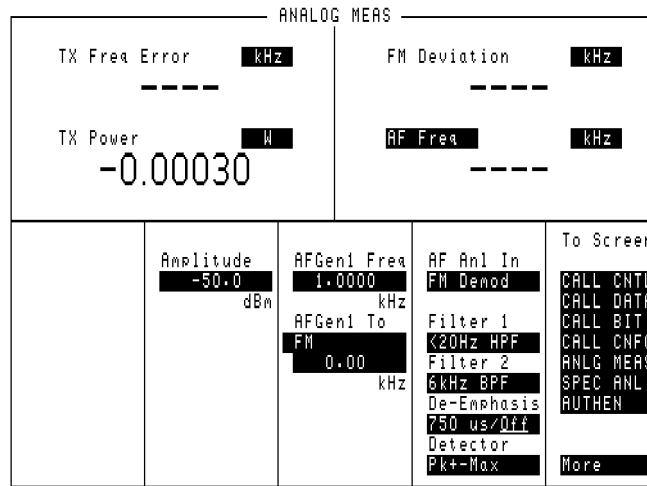 ANALOG MEAS
TX Freq Error kHz
----
FM Deviation kHz
----
TX Power W
-0.00030
AF Freq kHz
----
Amplitude
-50.0
dBm
AFGen1 Freq
1.0000
kHz
AFGen1 To
FM
0.00
kHz
AF Anl In
FM Demod
Filter 1
<20Hz HPF
Filter 2
6kHz BPF
De-Emphasis
750 us/Off
Detector
Pk+-Max
To Screen
CALL CNTL
CALL DATA
CALL BIT
CALL CNFG
ANLG MEAS
SPEC ANL
AUTHEN
More